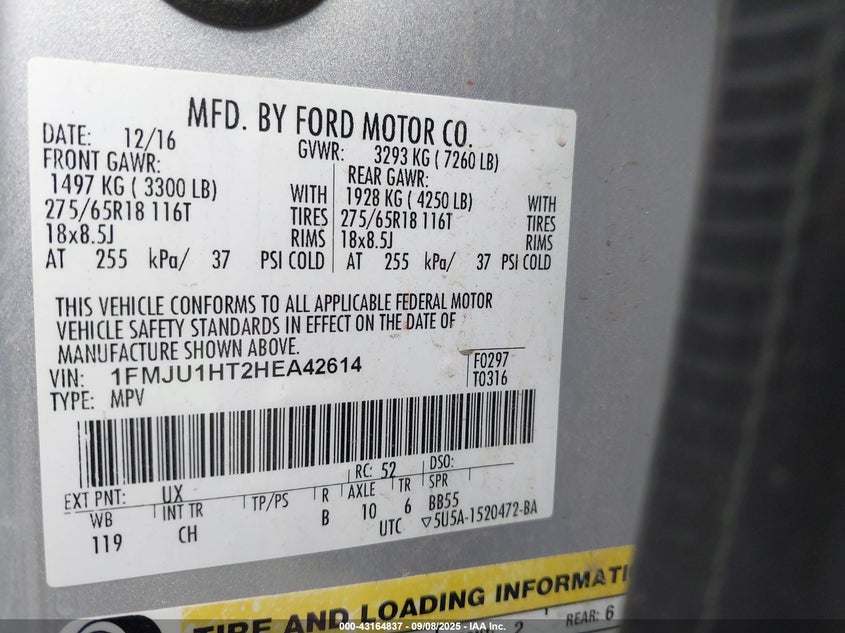 MFD. BY FORD MOTOR CO.
DATE: 12/16
GVWR: 3293 KG ( 7260 LB)
FRONT GAWR:
1497 KG ( 3300 LB)
275/65R18 116T
18x8.5J
WITH
TIRES
RIMS
AT 255 kPa/ 37 PSI COLD
REAR GAWR:
1928 KG ( 4250 LB)
275/65R18 116T
18x8.5J
WITH
TIRES
RIMS
AT 255 kPa/ 37 PSI COLD
THIS VEHICLE CONFORMS TO ALL APPLICABLE FEDERAL MOTOR
VEHICLE SAFETY STANDARDS IN EFFECT ON THE DATE OF
MANUFACTURE SHOWN ABOVE.
VIN: 1FMJU1HT2HEA42614
F0297
T0316
TYPE: MPV
RC: 52 DSO:
EXT PNT: UX
WB INT TR TP/PS R AXLE TR SPR
119 CH B 10 6 BB55
UTC ▽5U5A-1520472-BA
TIRE AND LOADING INFORMATI
2 REAR: 6
© 000-43164837 - 09/08/2025 - IAA, Inc.